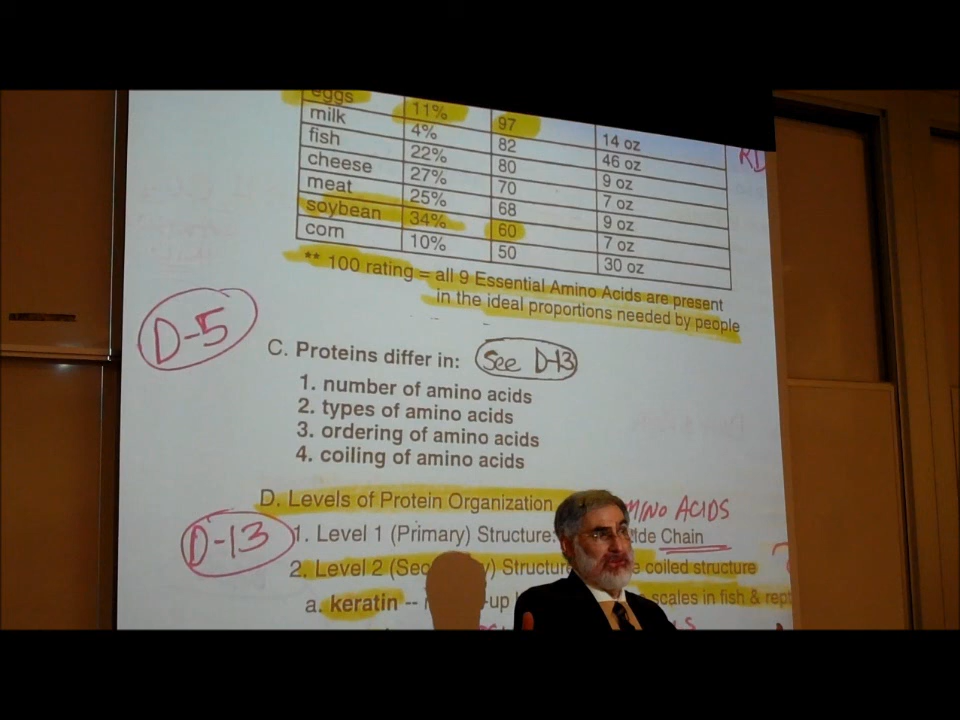 eggs 11% 97 14 oz
milk 4% 82 46 oz
fish 22% 80 9 oz
cheese 27% 70 7 oz
meat 25% 68 9 oz
soybean 34% 60 7 oz
corn 10% 50 30 oz
** 100 rating = all 9 Essential Amino Acids are present
in the ideal proportions needed by people
D-5
C. Proteins differ in: See D-13
1. number of amino acids
2. types of amino acids
3. ordering of amino acids
4. coiling of amino acids
D. Levels of Protein Organization
ACIDS
D-13
1. Level 1 (Primary) Structure: Chain
2. Level 2 Structure coiled structure
a. keratin -- scales in fish &